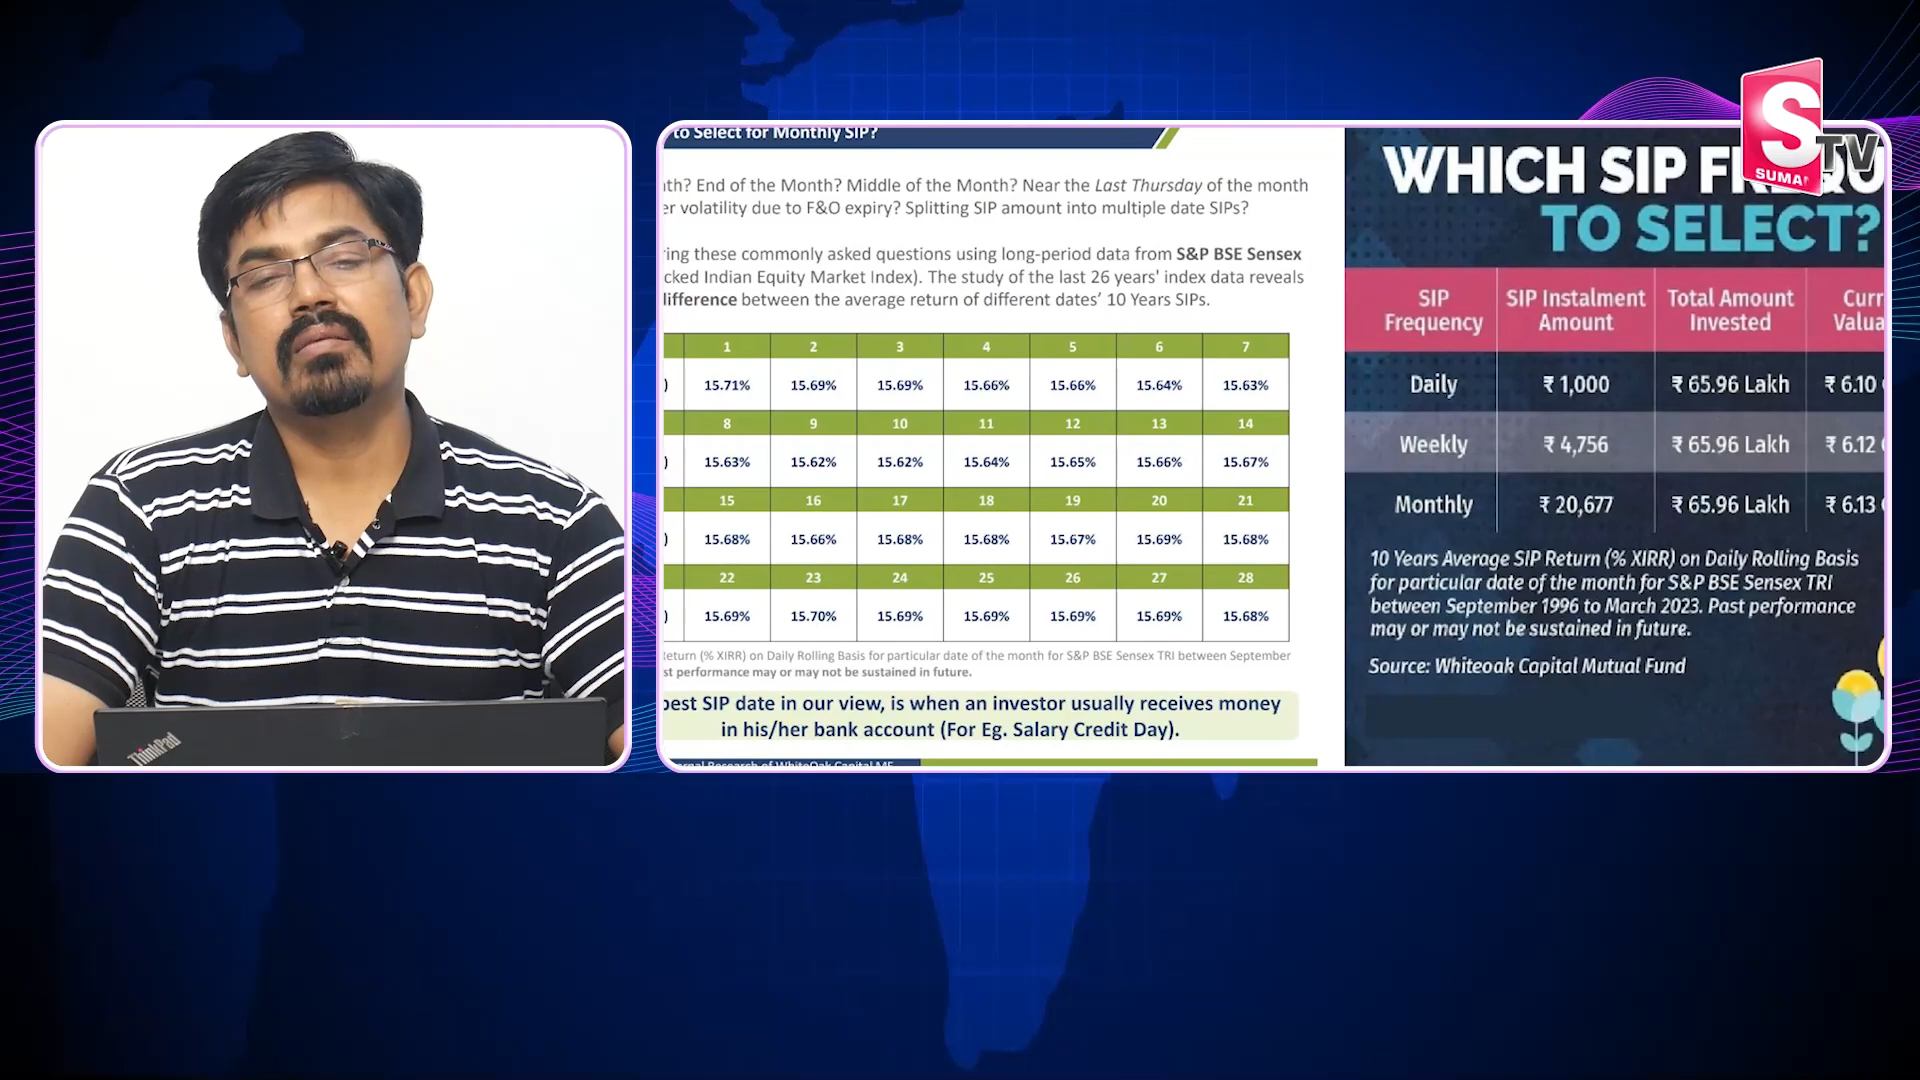 to Select for Monthly SIP?
th? End of the Month? Middle of the Month? Near the Last Thursday of the month
er volatility due to F&O expiry? Splitting SIP amount into multiple date SIPs?
ring these commonly asked questions using long-period data from S&P BSE Sensex
cked Indian Equity Market Index). The study of the last 26 years' index data reveals
difference between the average return of different dates' 10 Years SIPs.
1 2 3 4 5 6 7
) 15.71% 15.69% 15.69% 15.66% 15.66% 15.64% 15.63%
8 9 10 11 12 13 14
) 15.63% 15.62% 15.62% 15.64% 15.65% 15.66% 15.67%
15 16 17 18 19 20 21
) 15.68% 15.66% 15.68% 15.68% 15.67% 15.69% 15.68%
22 23 24 25 26 27 28
) 15.69% 15.70% 15.69% 15.69% 15.69% 15.69% 15.68%
Return (% XIRR) on Daily Rolling Basis for particular date of the month for S&P BSE Sensex TRI between September
st performance may or may not be sustained in future.
best SIP date in our view, is when an investor usually receives money
in his/her bank account (For Eg. Salary Credit Day).
Research of WhiteOak Capital MF
WHICH SIP FREQU
TO SELECT?
SIP Frequency SIP Instalment Amount Total Amount Invested Curr Valua
Daily ₹ 1,000 ₹ 65.96 Lakh ₹ 6.10
Weekly ₹ 4,756 ₹ 65.96 Lakh ₹ 6.12
Monthly ₹ 20,677 ₹ 65.96 Lakh ₹ 6.13
10 Years Average SIP Return (% XIRR) on Daily Rolling Basis
for particular date of the month for S&P BSE Sensex TRI
between September 1996 to March 2023. Past performance
may or may not be sustained in future.
Source: Whiteoak Capital Mutual Fund
S TV
SUMAN
ThinkPad